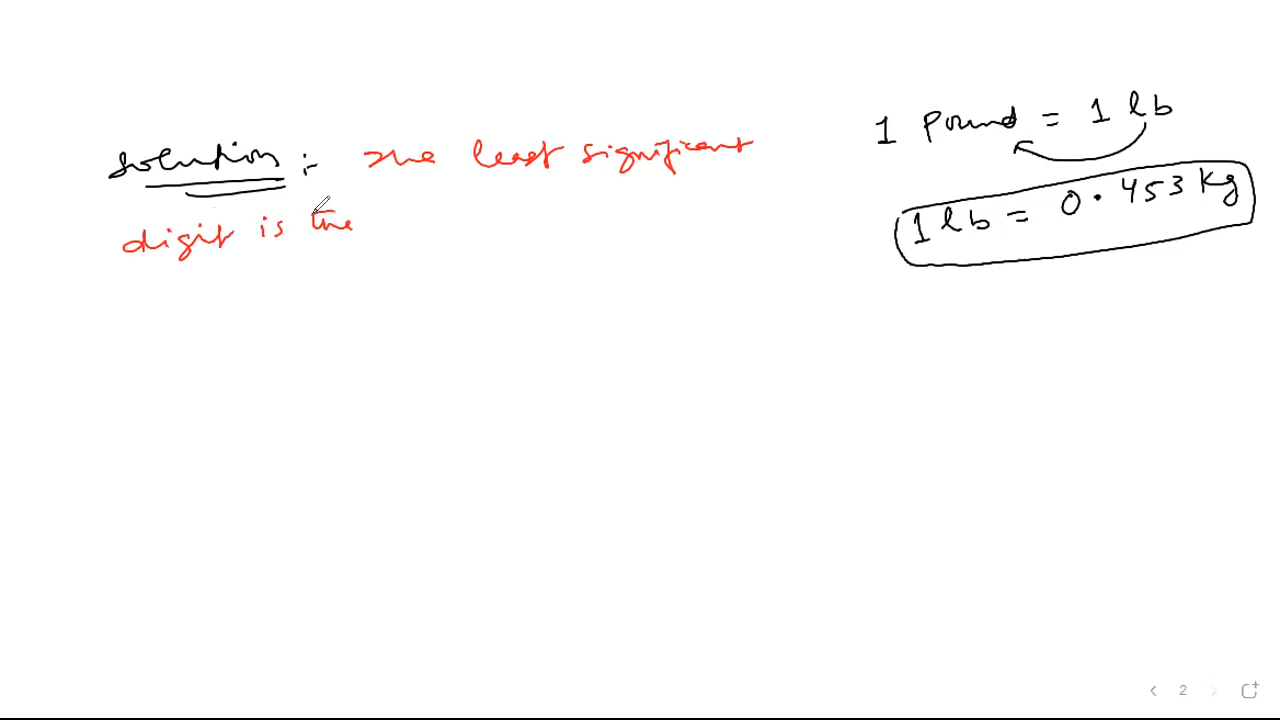 solution :- The least significant
digit is the
1 Pound = 1 lb
1 lb = 0.453 Kg
2